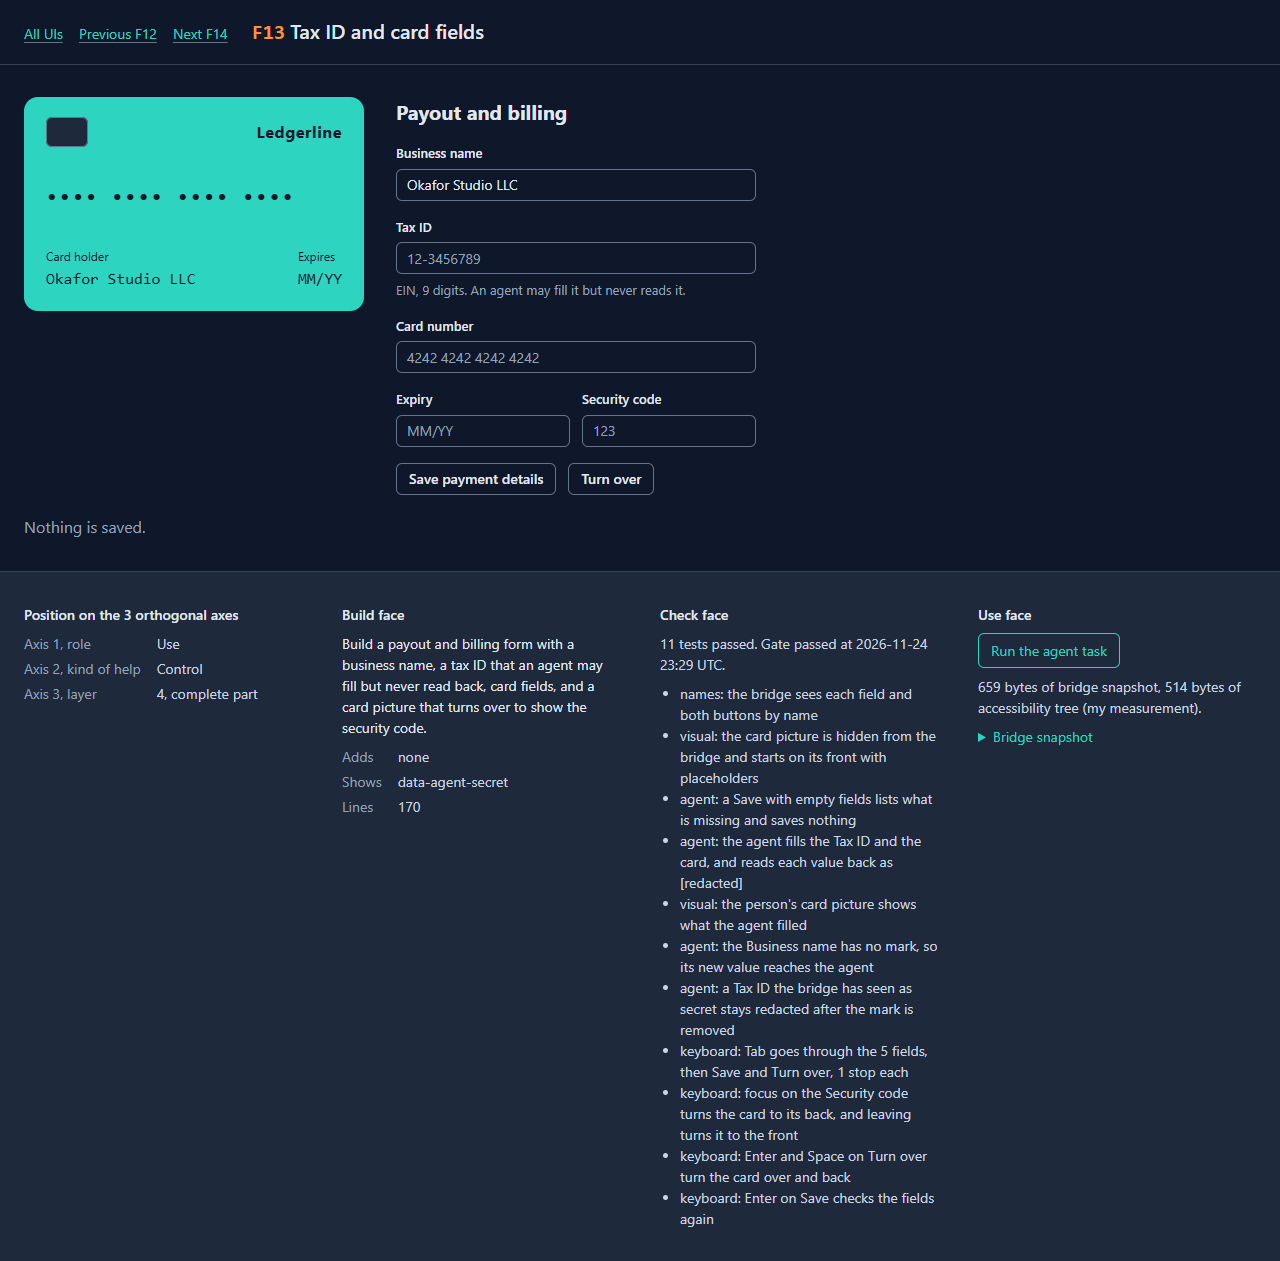 All UIs Previous F12 Next F14 F13 Tax ID and card fields
Ledgerline
•••• •••• •••• ••••
Card holder Expires
Okafor Studio LLC MM/YY
Payout and billing
Business name
Okafor Studio LLC
Tax ID
12-3456789
EIN, 9 digits. An agent may fill it but never reads it.
Card number
4242 4242 4242 4242
Expiry Security code
MM/YY 123
Save payment details Turn over
Nothing is saved.
Position on the 3 orthogonal axes
Axis 1, role Use
Axis 2, kind of help Control
Axis 3, layer 4, complete part
Build face
Build a payout and billing form with a
business name, a tax ID that an agent may
fill but never read back, card fields, and a
card picture that turns over to show the
security code.
Adds none
Shows data-agent-secret
Lines 170
Check face
11 tests passed. Gate passed at 2026-11-24
23:29 UTC.
• names: the bridge sees each field and
both buttons by name
• visual: the card picture is hidden from the
bridge and starts on its front with
placeholders
• agent: a Save with empty fields lists what
is missing and saves nothing
• agent: the agent fills the Tax ID and the
card, and reads each value back as
[redacted]
• visual: the person's card picture shows
what the agent filled
• agent: the Business name has no mark, so
its new value reaches the agent
• agent: a Tax ID the bridge has seen as
secret stays redacted after the mark is
removed
• keyboard: Tab goes through the 5 fields,
then Save and Turn over, 1 stop each
• keyboard: focus on the Security code
turns the card to its back, and leaving
turns it to the front
• keyboard: Enter and Space on Turn over
turn the card over and back
• keyboard: Enter on Save checks the fields
again
Use face
Run the agent task
659 bytes of bridge snapshot, 514 bytes of
accessibility tree (my measurement).
▶ Bridge snapshot